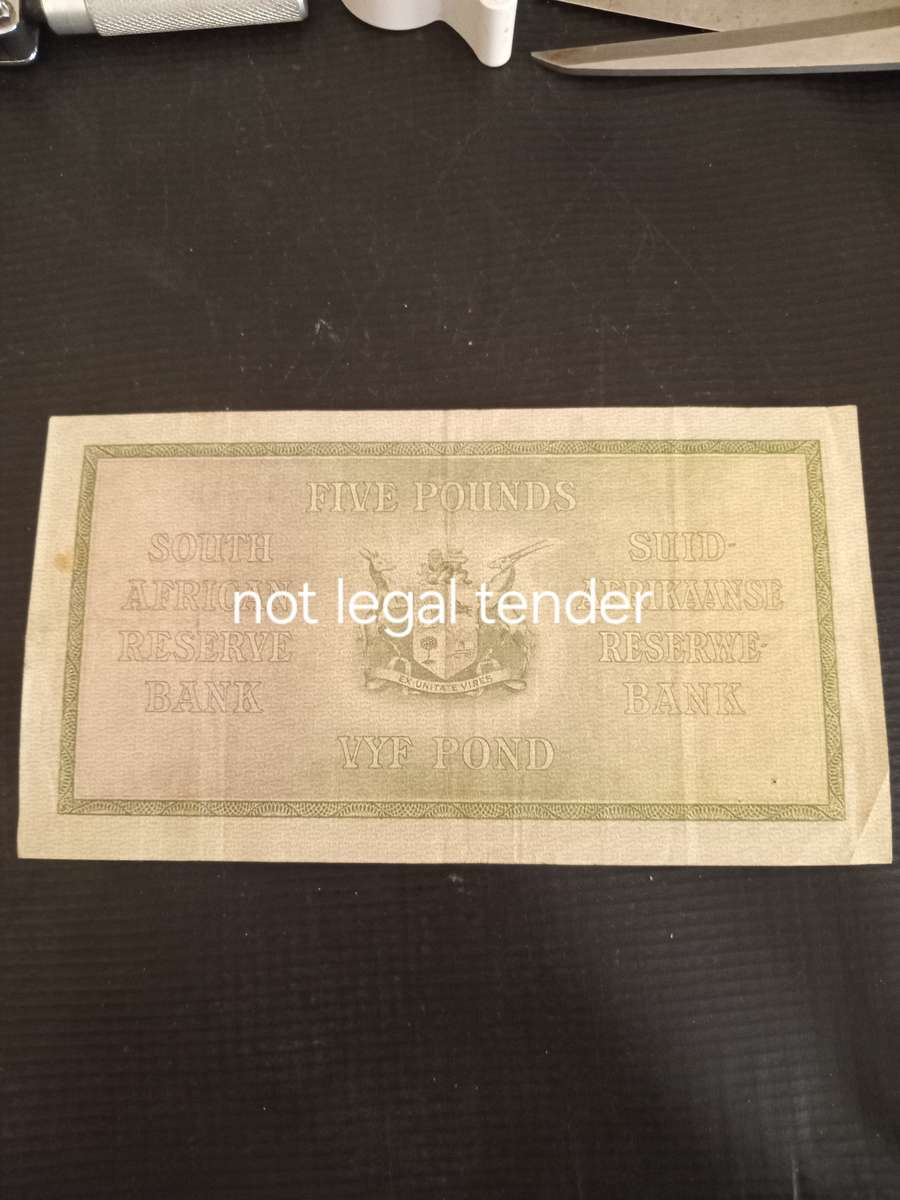 FIVE POUNDS
SOUTH
AFRICAN
RESERVE
BANK
not legal tender
EX UNITATE VIRES
SUID-
AFRIKAANSE
RESERWE-
BANK
VYF POND